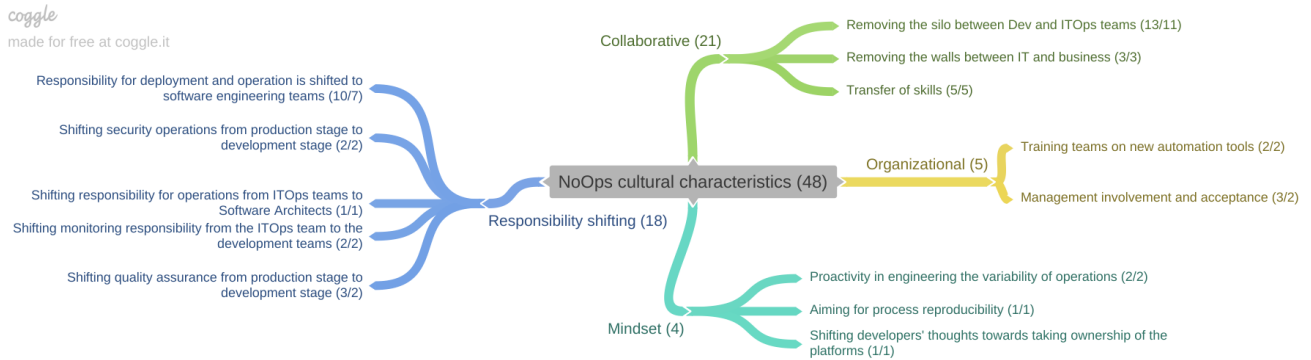 coggle
made for free at coggle.it
Collaborative (21)
Removing the silo between Dev and ITOps teams (13/11)
Removing the walls between IT and business (3/3)
Transfer of skills (5/5)
Responsibility for deployment and operation is shifted to
software engineering teams (10/7)
Shifting security operations from production stage to
development stage (2/2)
Shifting responsibility for operations from ITOps teams to
Software Architects (1/1)
Shifting monitoring responsibility from the ITOps team to the
development teams (2/2)
Shifting quality assurance from production stage to
development stage (3/2)
Responsibility shifting (18)
NoOps cultural characteristics (48)
Organizational (5)
Training teams on new automation tools (2/2)
Management involvement and acceptance (3/2)
Mindset (4)
Proactivity in engineering the variability of operations (2/2)
Aiming for process reproducibility (1/1)
Shifting developers' thoughts towards taking ownership of the
platforms (1/1)